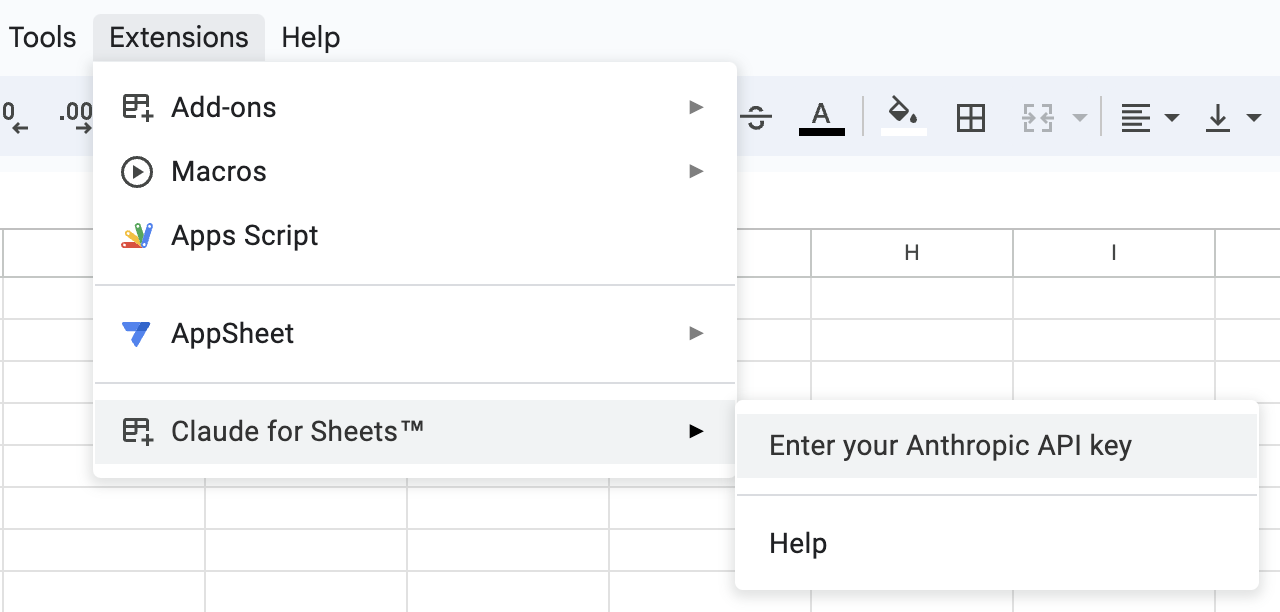 Tools Extensions Help
0 .00 A
Add-ons
Macros
Apps Script
H I
AppSheet
Claude for Sheets™
Enter your Anthropic API key
Help